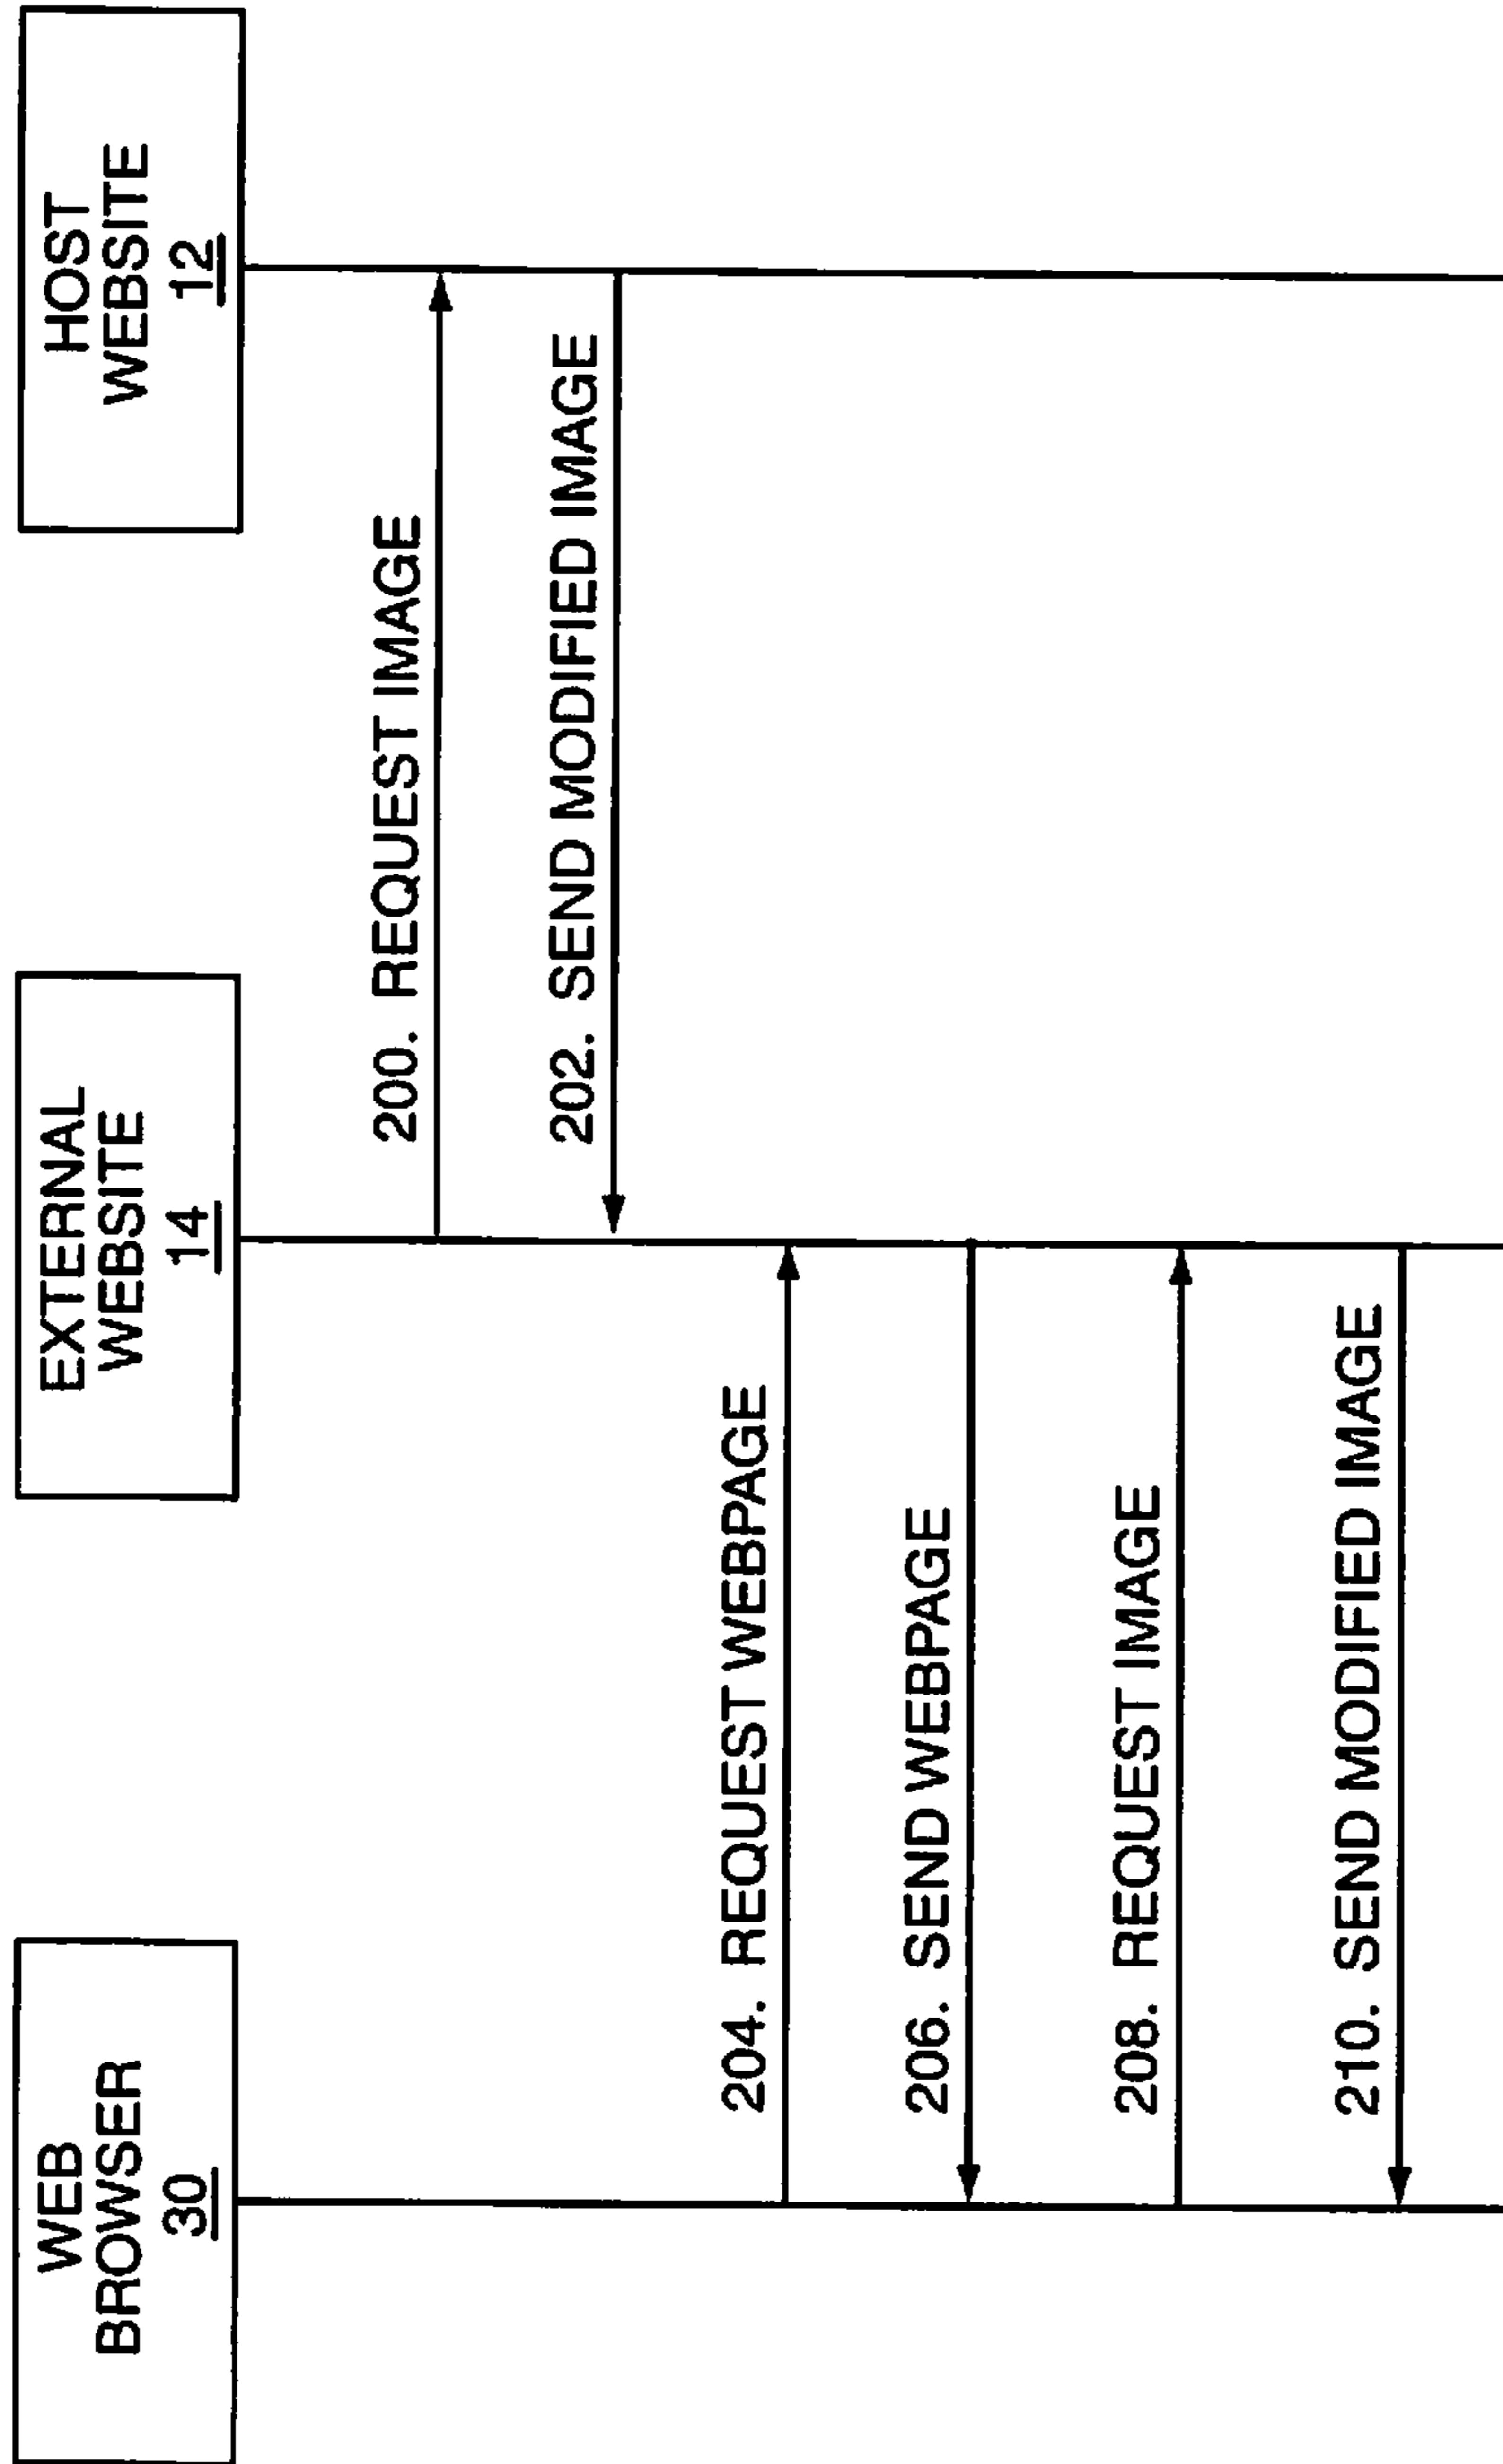 WEB
BROWSER
30
EXTERNAL
WEBSITE
14
HOST
WEBSITE
12
200. REQUEST IMAGE
202. SEND MODIFIED IMAGE
204. REQUEST WEBPAGE
206. SEND WEBPAGE
208. REQUEST IMAGE
210. SEND MODIFIED IMAGE